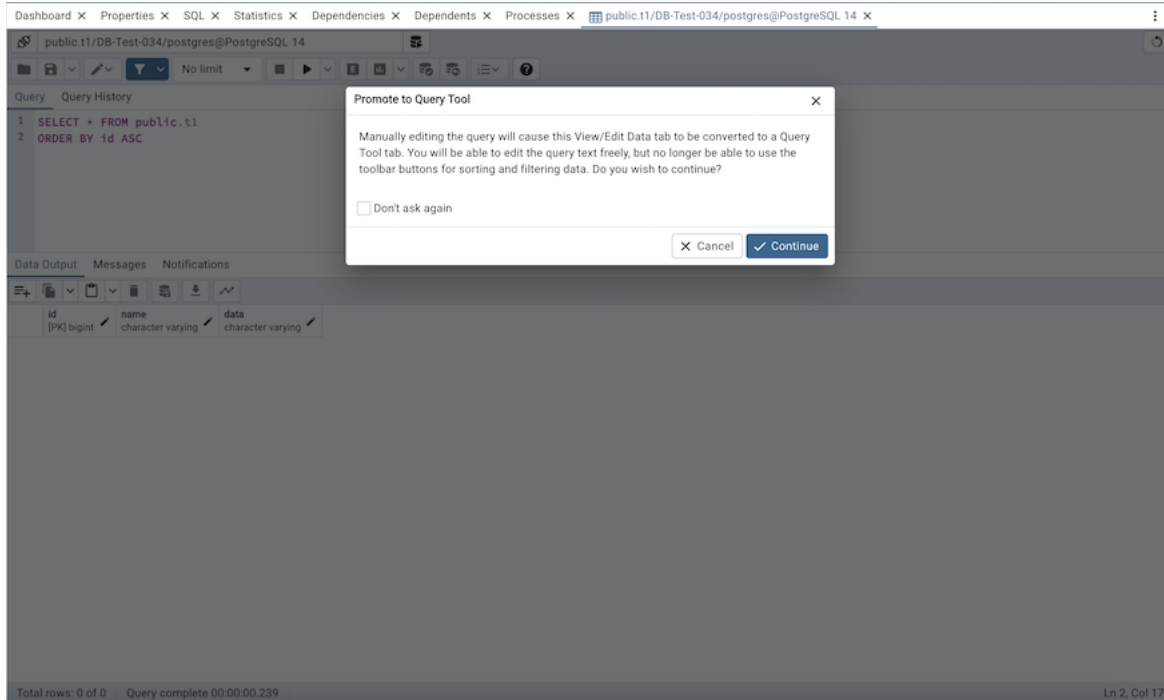 Dashboard Properties SQL Statistics Dependencies Dependents Processes public.t1/DB-Test-034/postgres@PostgreSQL 14
public.t1/DB-Test-034/postgres@PostgreSQL 14
No limit
Query Query History
1 SELECT * FROM public.t1
2 ORDER BY id ASC
Promote to Query Tool
Manually editing the query will cause this View/Edit Data tab to be converted to a Query
Tool tab. You will be able to edit the query text freely, but no longer be able to use the
toolbar buttons for sorting and filtering data. Do you wish to continue?
Don't ask again
Cancel Continue
Data Output Messages Notifications
id name data
[PK] bigint character varying character varying
Total rows: 0 of 0 Query complete 00:00:00.239 Ln 2, Col 17